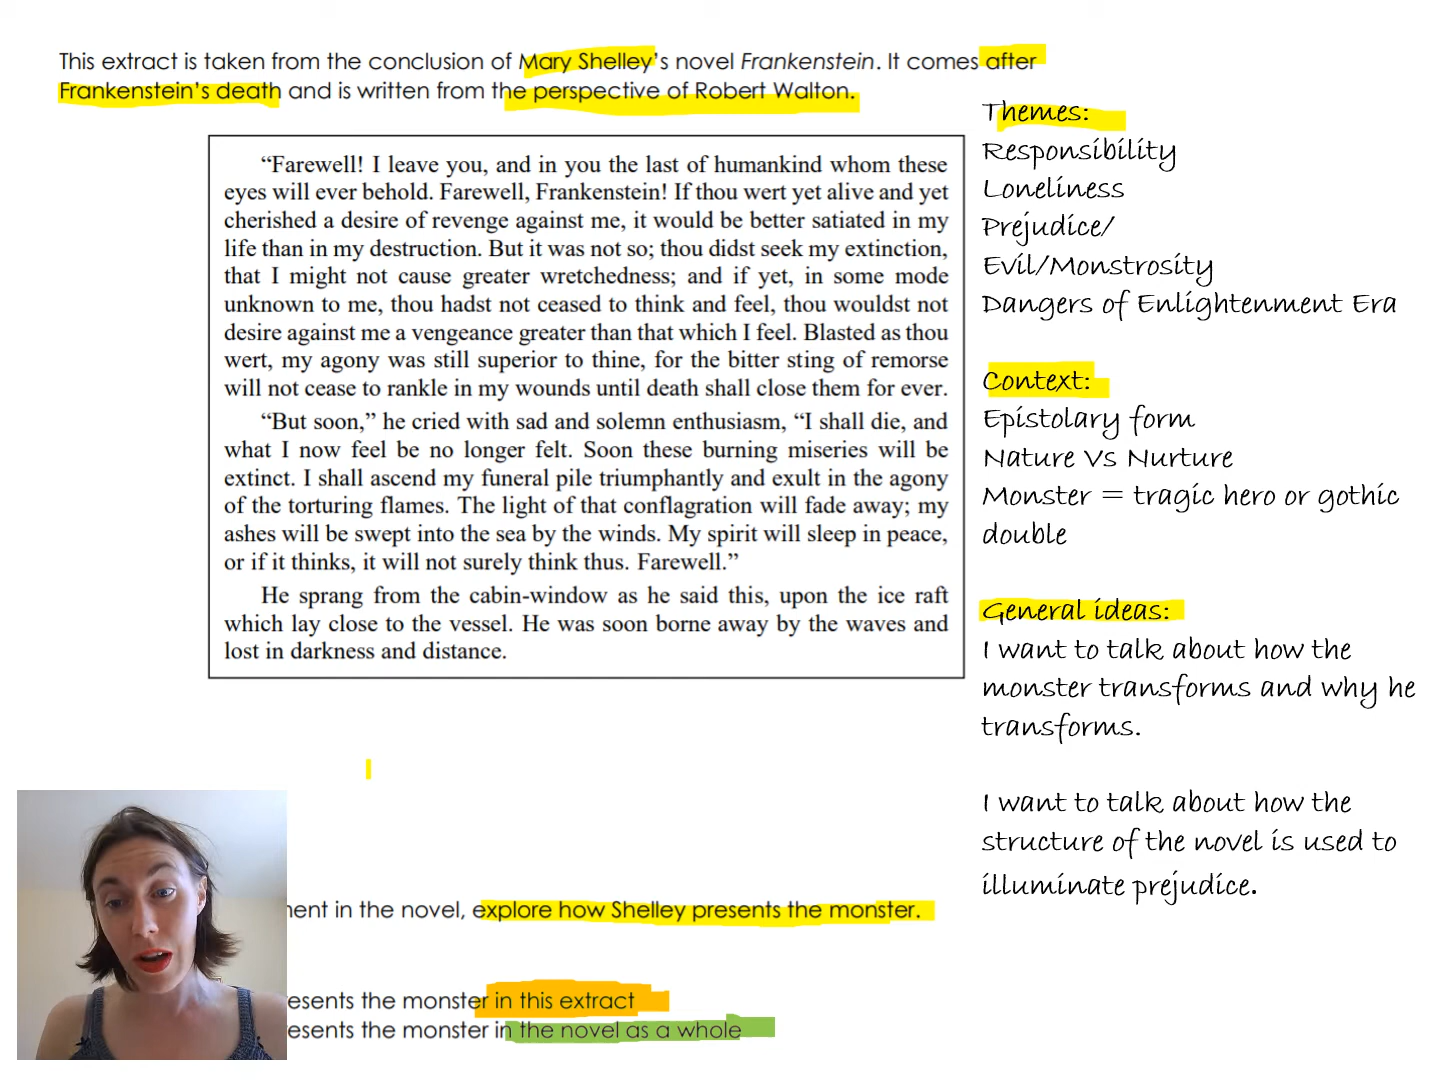 This extract is taken from the conclusion of Mary Shelley's novel Frankenstein. It comes after
Frankenstein's death and is written from the perspective of Robert Walton.
“Farewell! I leave you, and in you the last of humankind whom these
eyes will ever behold. Farewell, Frankenstein! If thou wert yet alive and yet
cherished a desire of revenge against me, it would be better satiated in my
life than in my destruction. But it was not so; thou didst seek my extinction,
that I might not cause greater wretchedness; and if yet, in some mode
unknown to me, thou hadst not ceased to think and feel, thou wouldst not
desire against me a vengeance greater than that which I feel. Blasted as thou
wert, my agony was still superior to thine, for the bitter sting of remorse
will not cease to rankle in my wounds until death shall close them for ever.
“But soon,” he cried with sad and solemn enthusiasm, “I shall die, and
what I now feel be no longer felt. Soon these burning miseries will be
extinct. I shall ascend my funeral pile triumphantly and exult in the agony
of the torturing flames. The light of that conflagration will fade away; my
ashes will be swept into the sea by the winds. My spirit will sleep in peace,
or if it thinks, it will not surely think thus. Farewell.”
He sprang from the cabin-window as he said this, upon the ice raft
which lay close to the vessel. He was soon borne away by the waves and
lost in darkness and distance.
Themes:
Responsibility
Loneliness
Prejudice/
Evil/Monstrosity
Dangers of Enlightenment Era
Context:
Epistolary form
Nature Vs Nurture
Monster = tragic hero or gothic
double
General ideas:
I want to talk about how the
monster transforms and why he
transforms.
I want to talk about how the
structure of the novel is used to
illuminate prejudice.
in the novel, explore how Shelley presents the monster.
the monster in this extract
the monster in the novel as a whole